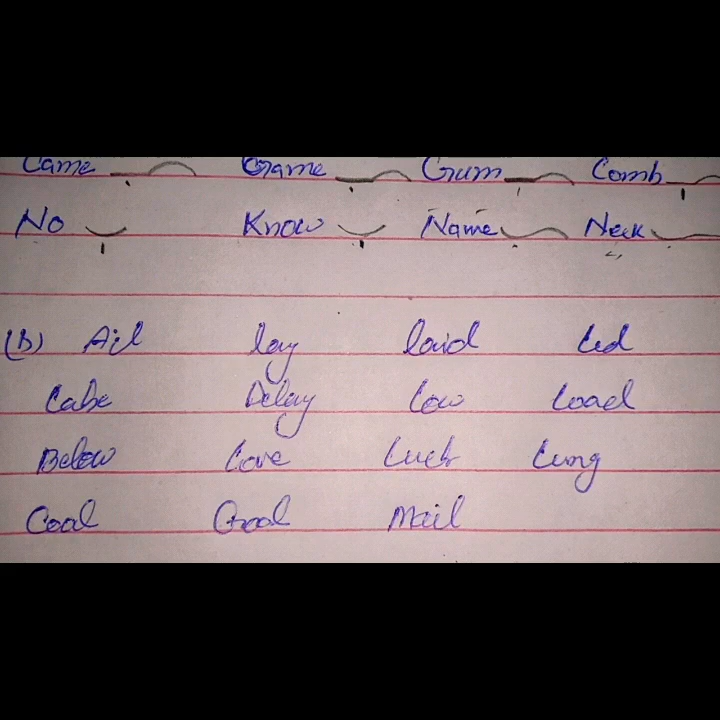 Came Game Gum Comb
No Know Name Neck
(B) Ail lay laid led
Cake Delay Low Load
Below Love Luck Lung
Coal Goal Mail